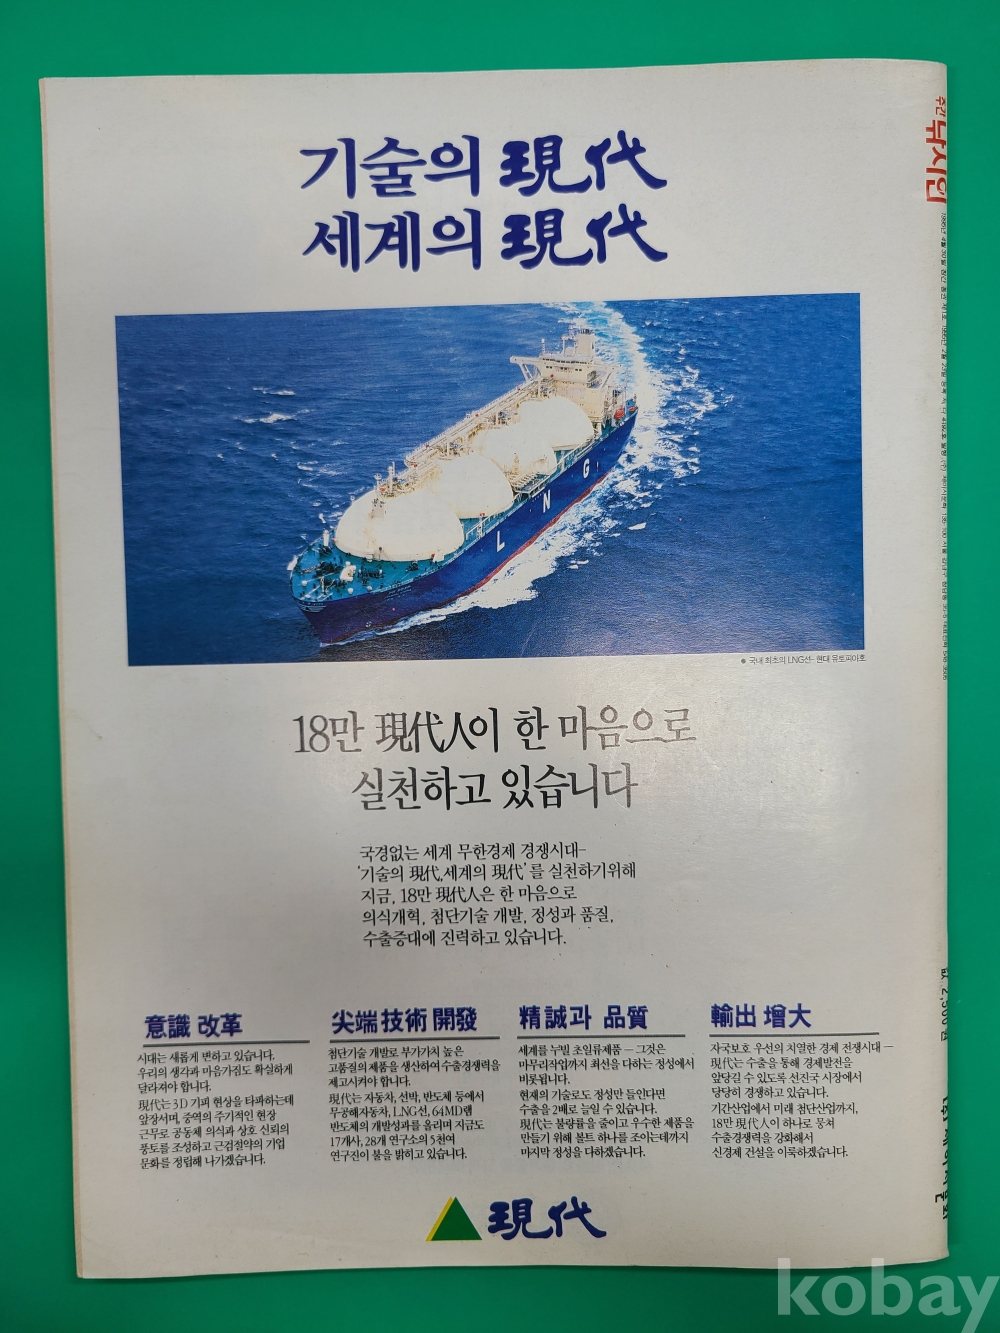 기술의 現代
세계의 現代
L N G
● 국내 최초의 LNG선- 현대 유토피아호
18만 現代人이 한 마음으로
실천하고 있습니다
국경없는 세계 무한경제 경쟁시대-
'기술의 現代,세계의 現代'를 실천하기위해
지금, 18만 現代人은 한 마음으로
의식개혁, 첨단기술 개발, 정성과 품질,
수출증대에 진력하고 있습니다.
意識 改革
시대는 새롭게 변하고 있습니다.
우리의 생각과 마음가짐도 확실하게
달라져야 합니다.
現代는 3D 기피 현상을 타파하는데
앞장서며, 중역의 주기적인 현장
근무로 공동체 의식과 상호 신뢰의
풍토를 조성하고 근검절약의 기업
문화를 정립해 나가겠습니다.
尖端 技術 開發
첨단기술 개발로 부가가치 높은
고품질의 제품을 생산하여 수출경쟁력을
제고시켜야 합니다.
現代는 자동차, 선박, 반도체 등에서
무공해자동차, LNG선, 64MD램
반도체의 개발성과를 올리며 지금도
17개사, 28개 연구소의 5천여
연구진이 불을 밝히고 있습니다.
精誠과 品質
세계를 누빌 초일류제품 — 그것은
마무리작업까지 최선을 다하는 정성에서
비롯됩니다.
현재의 기술로도 정성만 들인다면
수출을 2배로 늘일 수 있습니다.
現代는 불량률을 줄이고 우수한 제품을
만들기 위해 볼트 하나를 조이는데까지
마지막 정성을 다하겠습니다.
輸出 增大
자국보호 우선의 치열한 경제 전쟁시대 —
現代는 수출을 통해 경제발전을
앞당길 수 있도록 선진국 시장에서
당당히 경쟁하고 있습니다.
기간산업에서 미래 첨단산업까지,
18만 現代人이 하나로 뭉쳐
수출경쟁력을 강화해서
신경제 건설을 이룩하겠습니다.
現代
주간 낚시인
값 2,500원
kobay